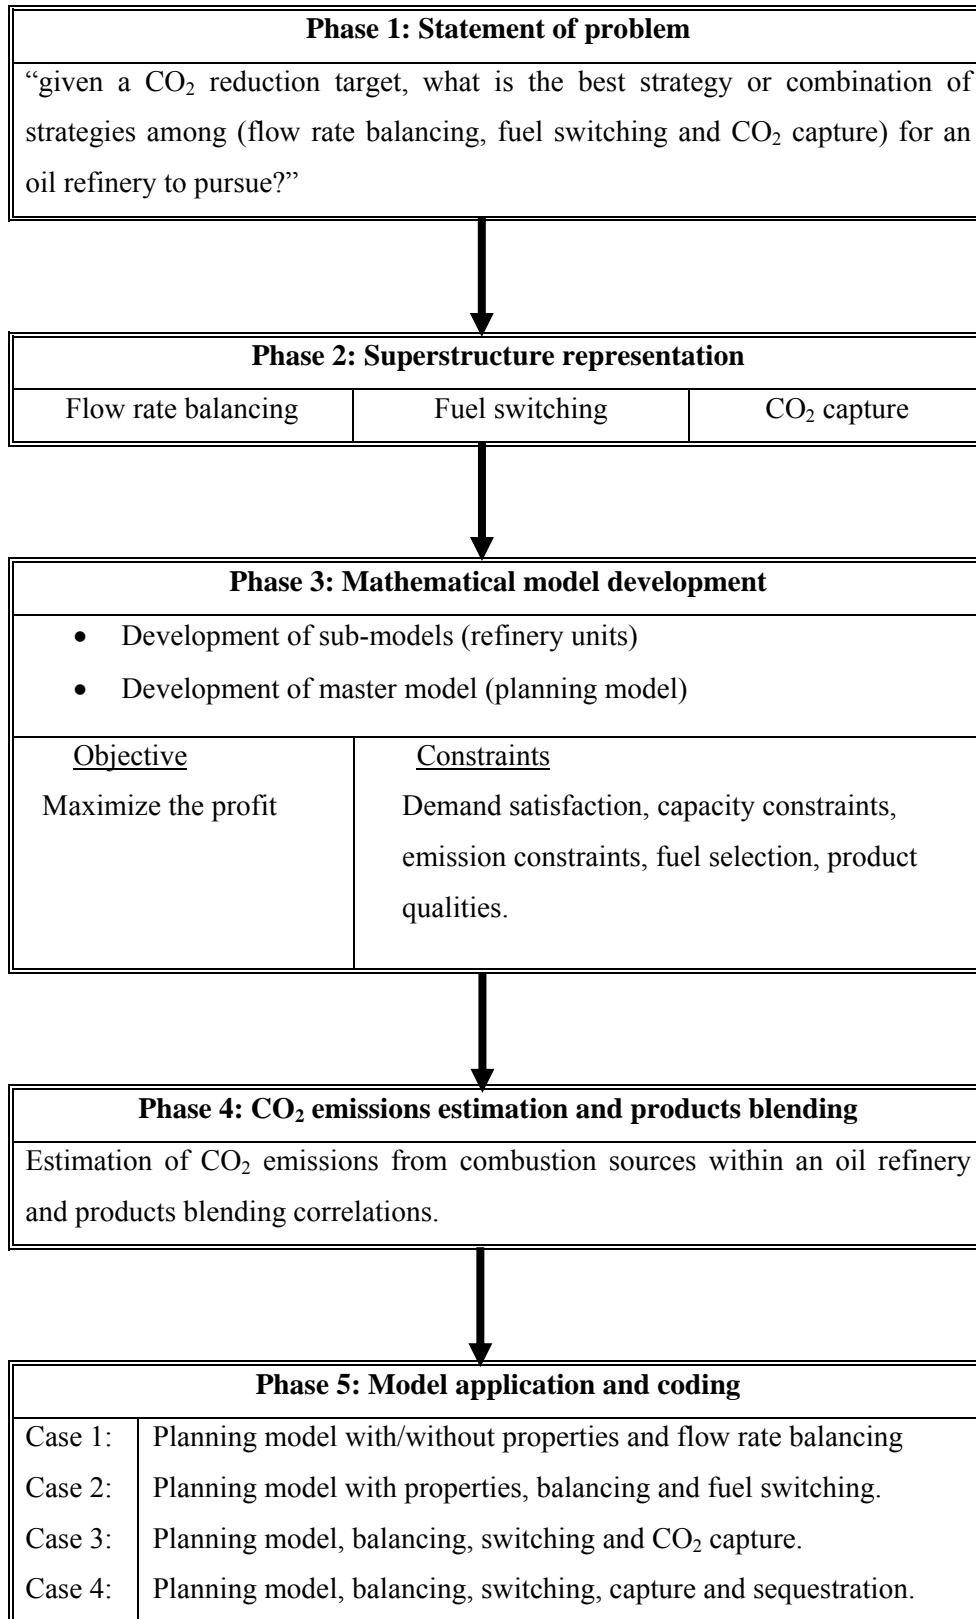 Phase 1: Statement of problem
“given a CO₂ reduction target, what is the best strategy or combination of
strategies among (flow rate balancing, fuel switching and CO₂ capture) for an
oil refinery to pursue?”
Phase 2: Superstructure representation
Flow rate balancing
Fuel switching
CO₂ capture
Phase 3: Mathematical model development
• Development of sub-models (refinery units)
• Development of master model (planning model)
Objective
Maximize the profit
Constraints
Demand satisfaction, capacity constraints,
emission constraints, fuel selection, product
qualities.
Phase 4: CO₂ emissions estimation and products blending
Estimation of CO₂ emissions from combustion sources within an oil refinery
and products blending correlations.
Phase 5: Model application and coding
Case 1: Planning model with/without properties and flow rate balancing
Case 2: Planning model with properties, balancing and fuel switching.
Case 3: Planning model, balancing, switching and CO₂ capture.
Case 4: Planning model, balancing, switching, capture and sequestration.